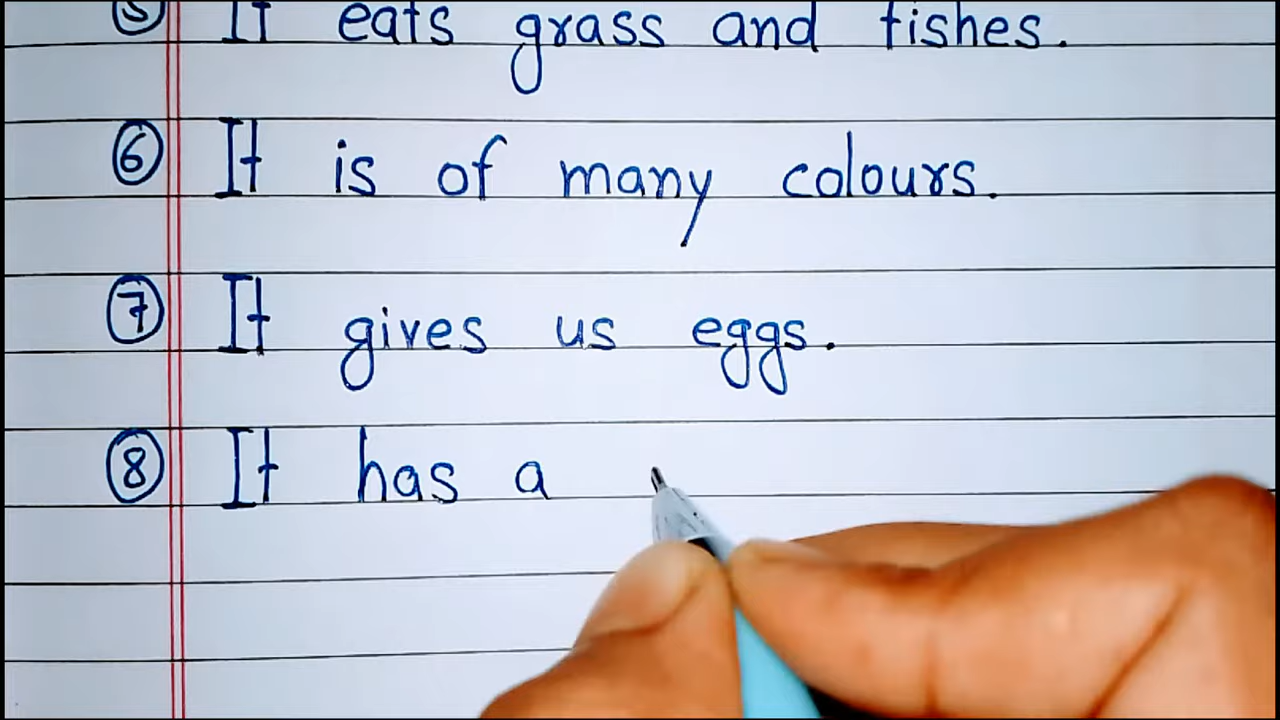 ⑤ It eats grass and fishes.
⑥ It is of many colours.
⑦ It gives us eggs.
⑧ It has a